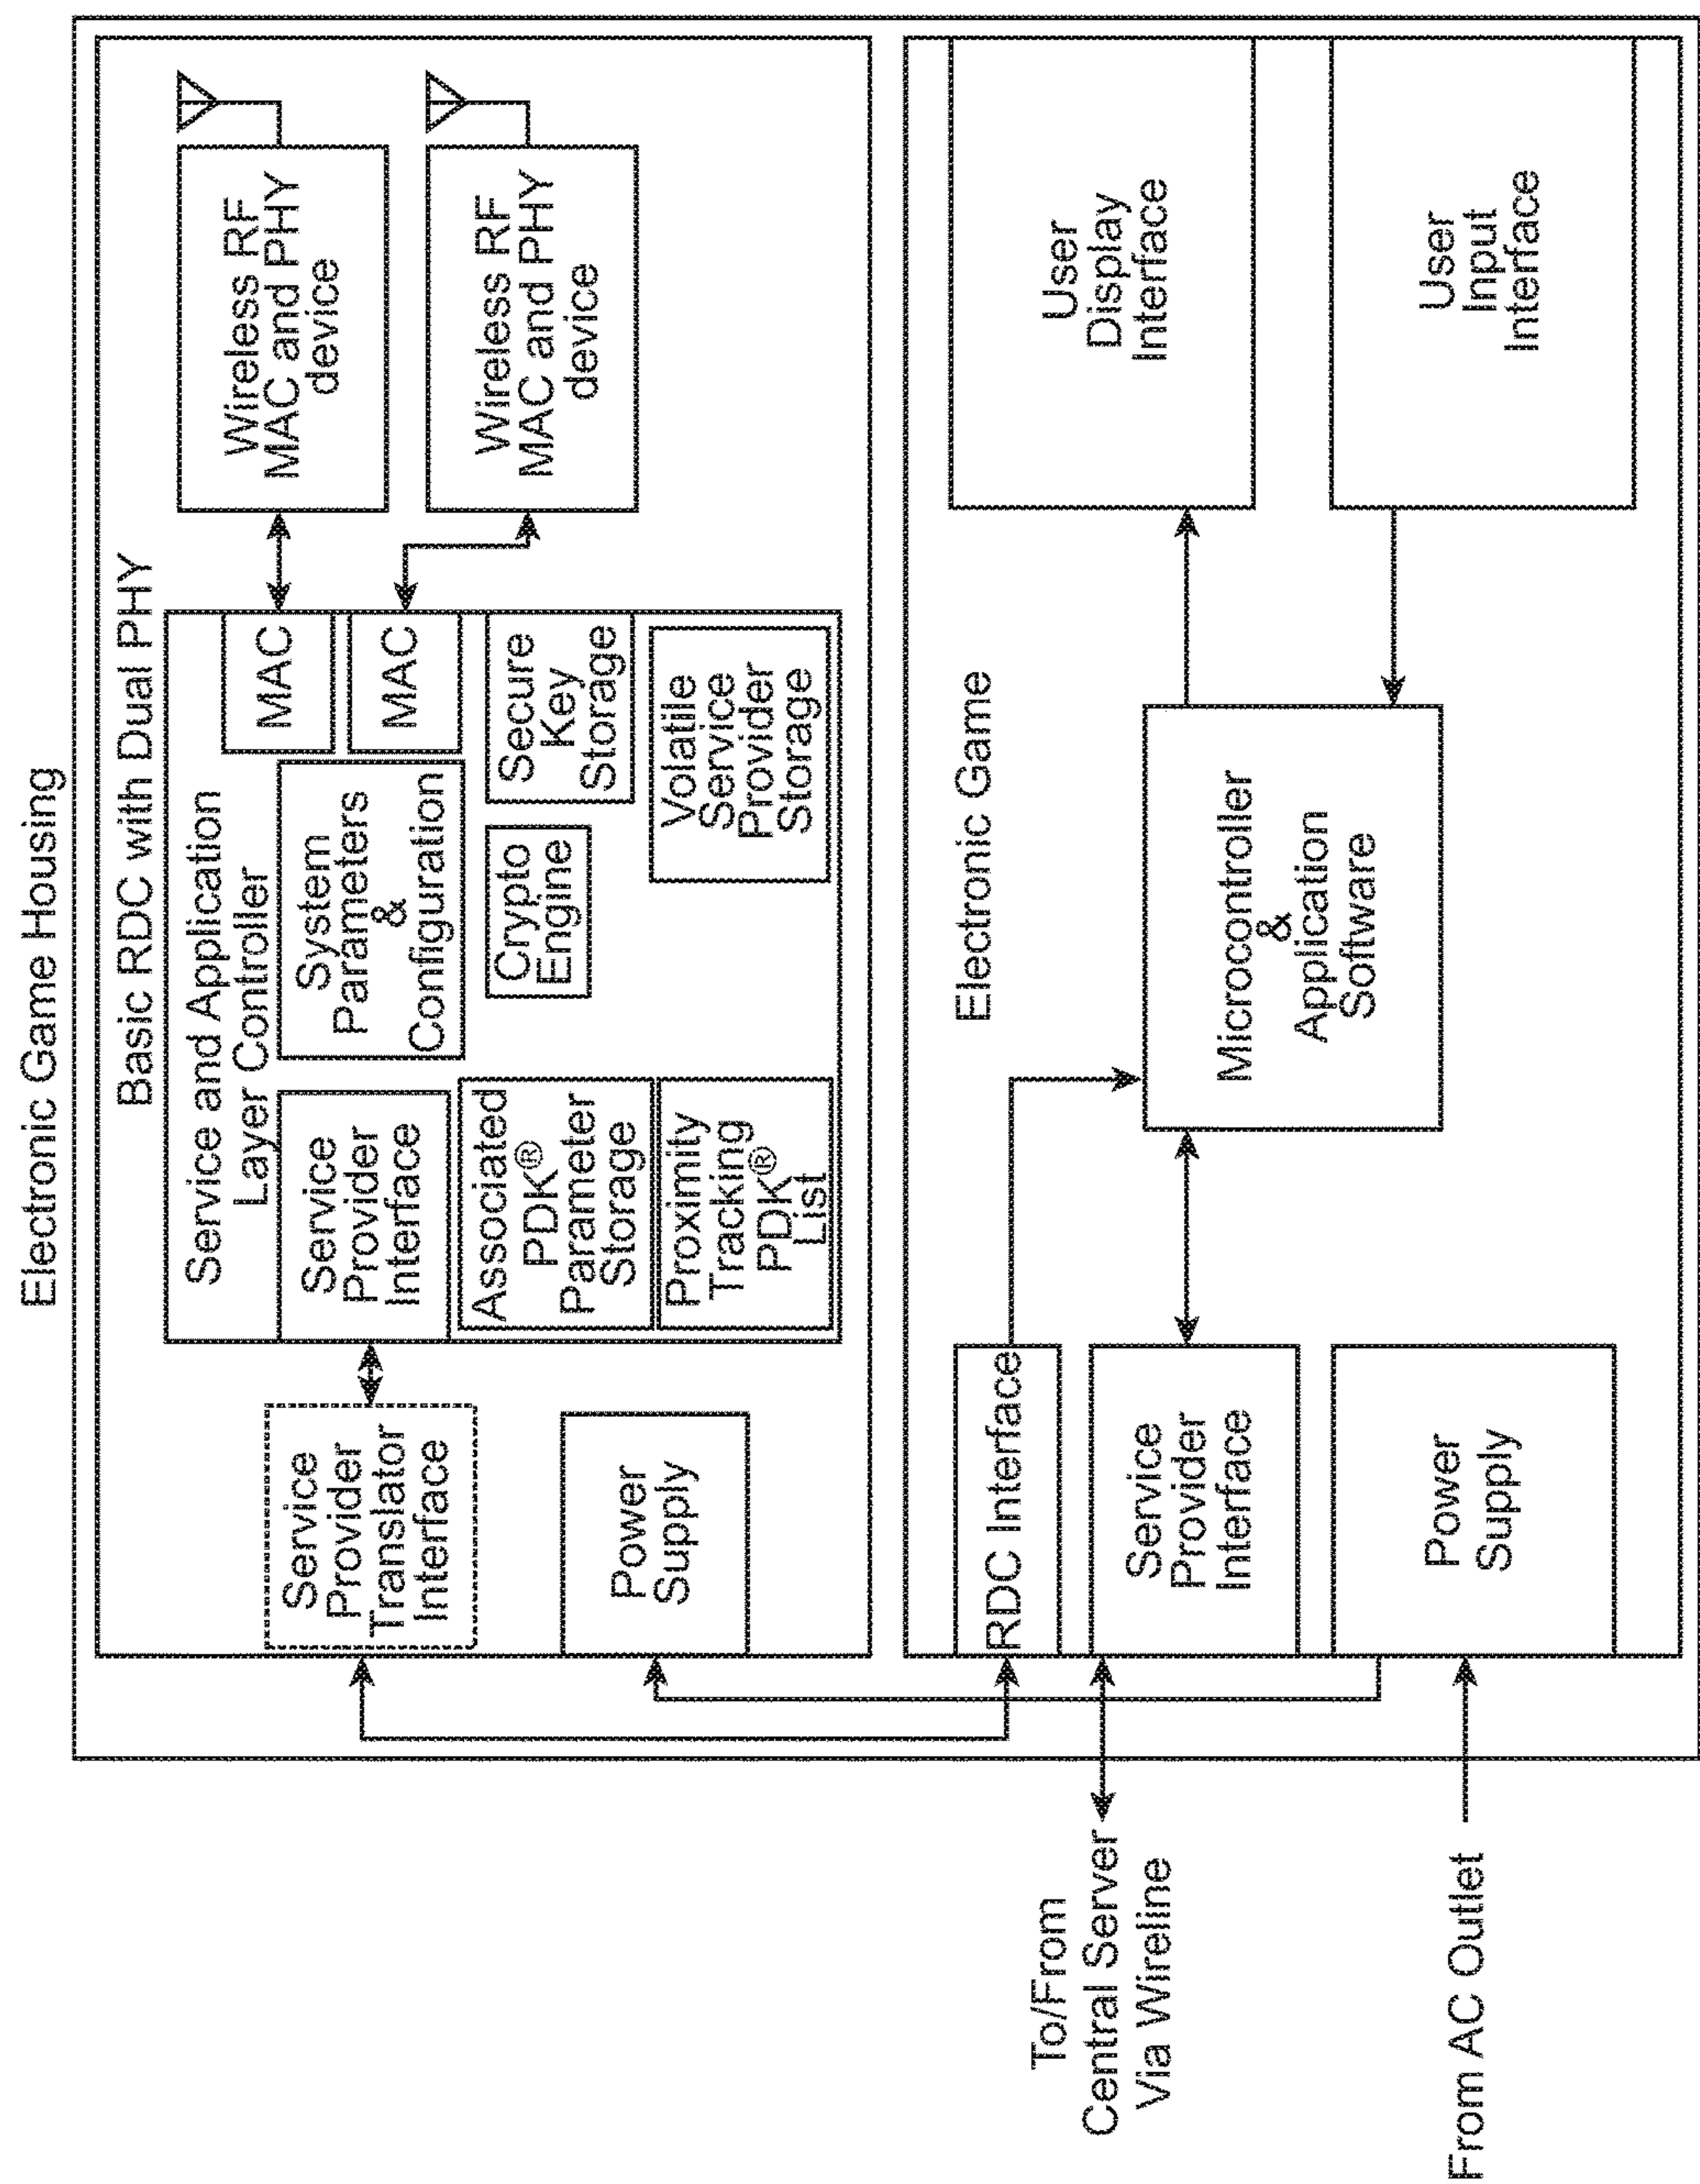 Electronic Game Housing
Basic RDC with Dual PHY
Service
Provider
Translator
Interface
Power
Supply
Service and Application
Layer Controller
Service
Provider
Interface
Associated
PDK®
Parameter
Storage
Proximity
Tracking
PDK®
List
System
Parameters
&
Configuration
Crypto
Engine
MAC
MAC
Secure
Key
Storage
Volatile
Service
Provider
Storage
Wireless RF
MAC and PHY
device
Wireless RF
MAC and PHY
device
Electronic Game
RDC Interface
Service
Provider
Interface
Power
Supply
Microcontroller
&
Application
Software
User
Display
Interface
User
Input
Interface
To/From
Central Server
Via Wireline
From AC Outlet